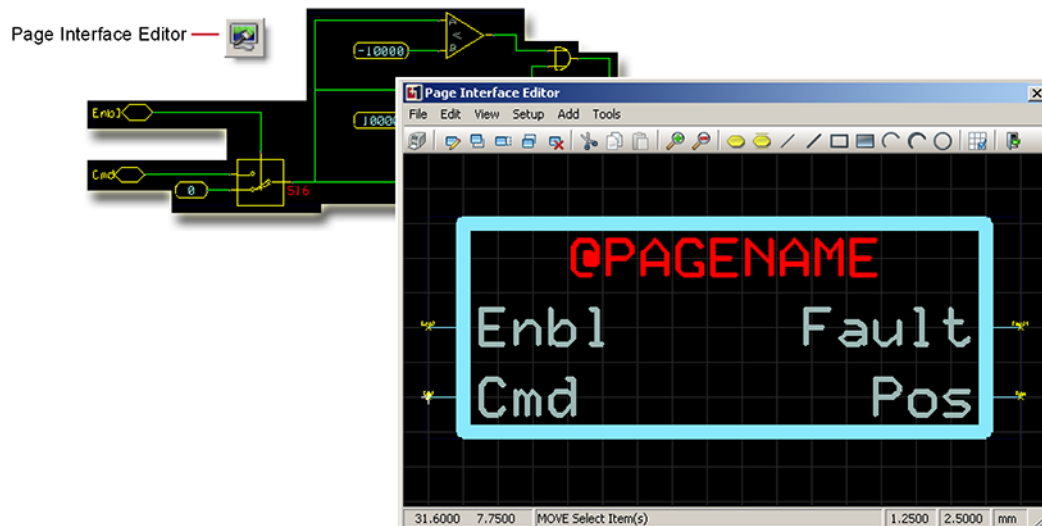 Page Interface Editor
A
<
B
-10000
Enbl
Cmd
0
S16
Page Interface Editor
File Edit View Setup Add Tools
@PAGENAME
Enbl Fault
Cmd Pos
31.6000 7.7500 MOVE Select Item(s) 1.2500 2.5000 mm